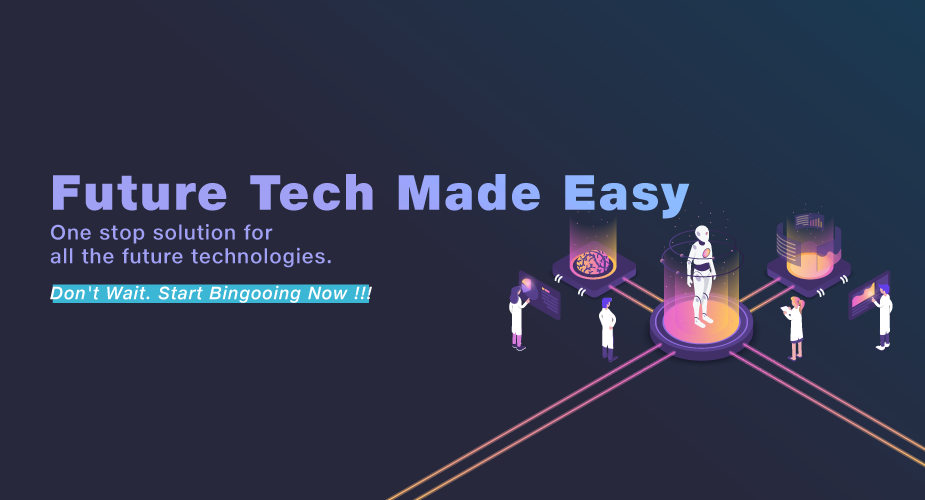 Future Tech Made Easy
One stop solution for
all the future technologies.
Don't Wait. Start Bingooing Now !!!